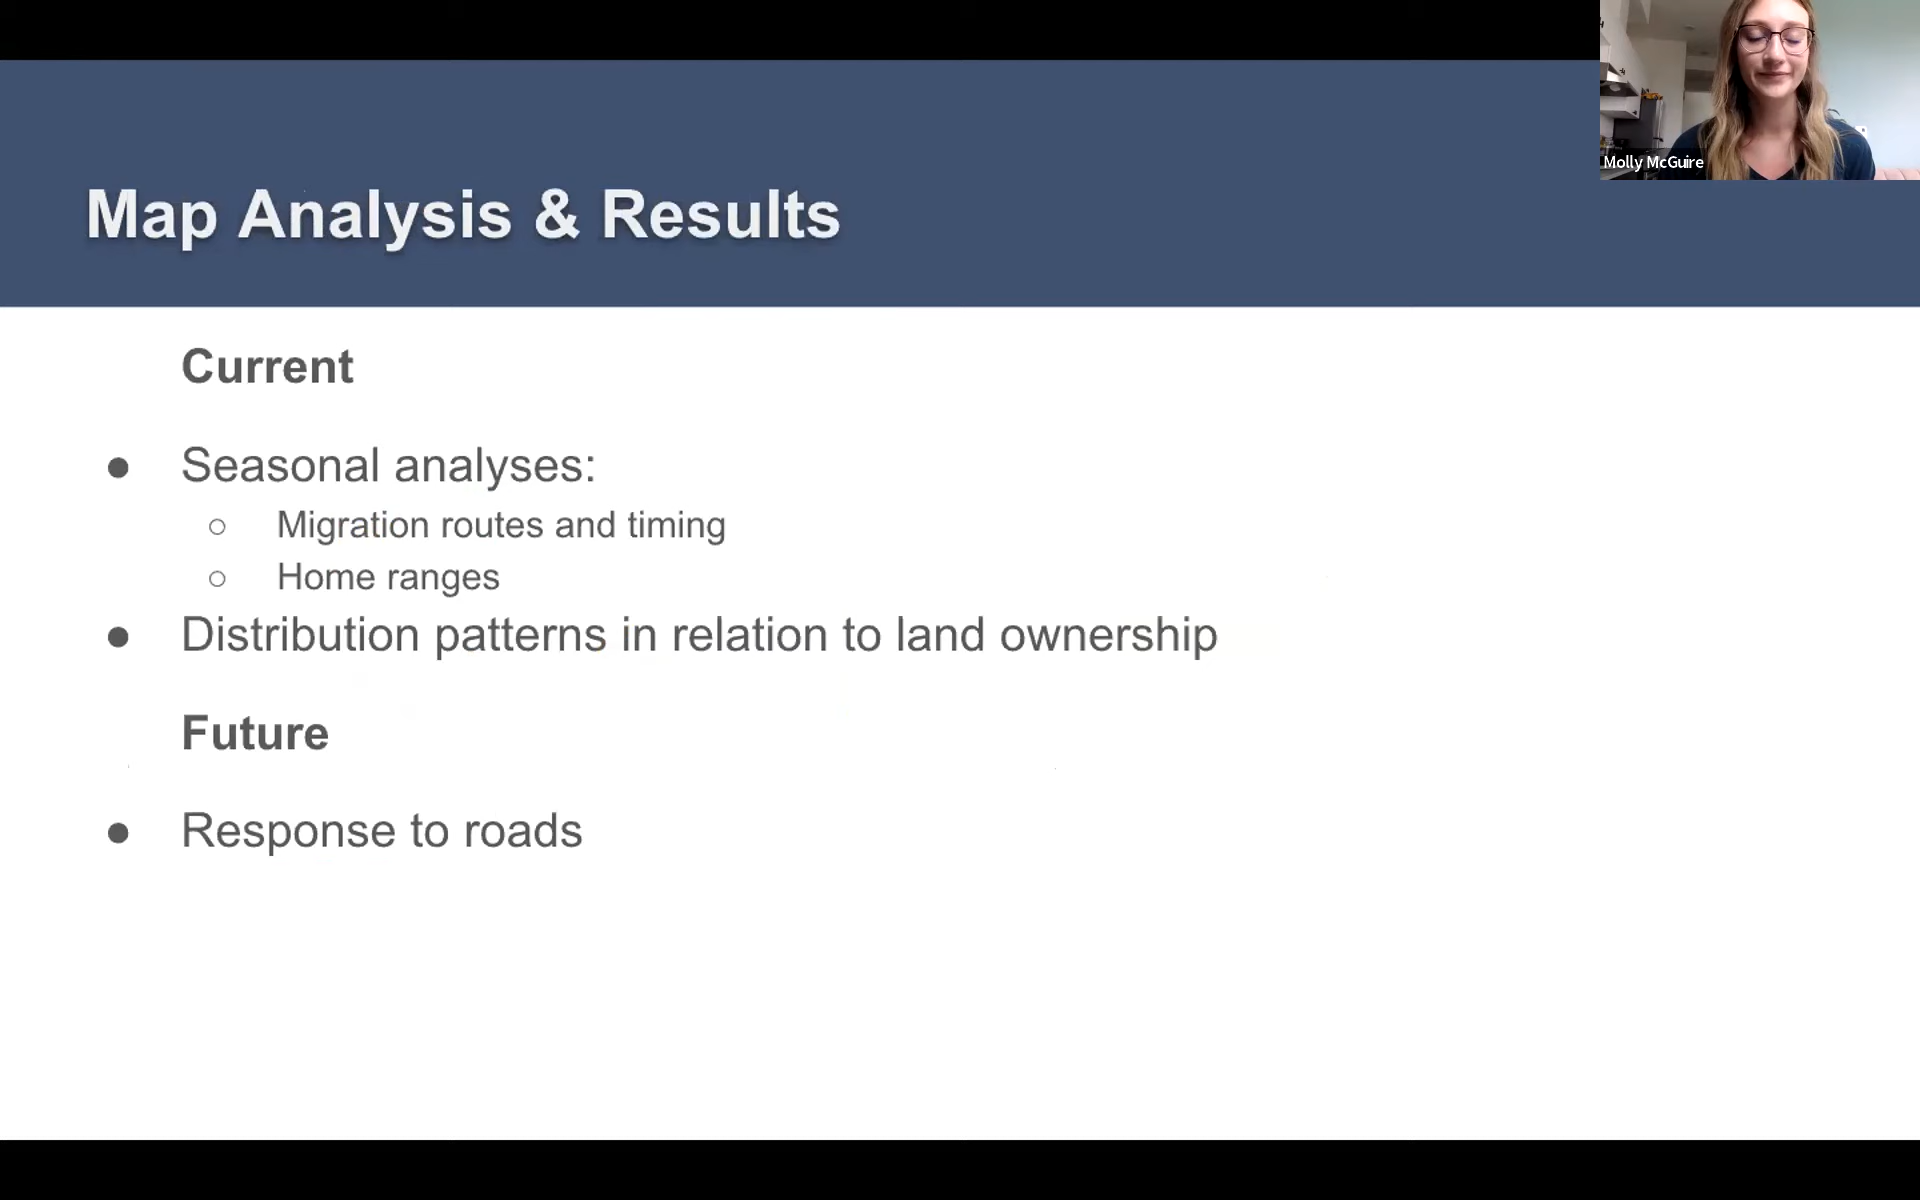 Molly McGuire
Map Analysis & Results
Current
● Seasonal analyses:
○ Migration routes and timing
○ Home ranges
● Distribution patterns in relation to land ownership
Future
● Response to roads